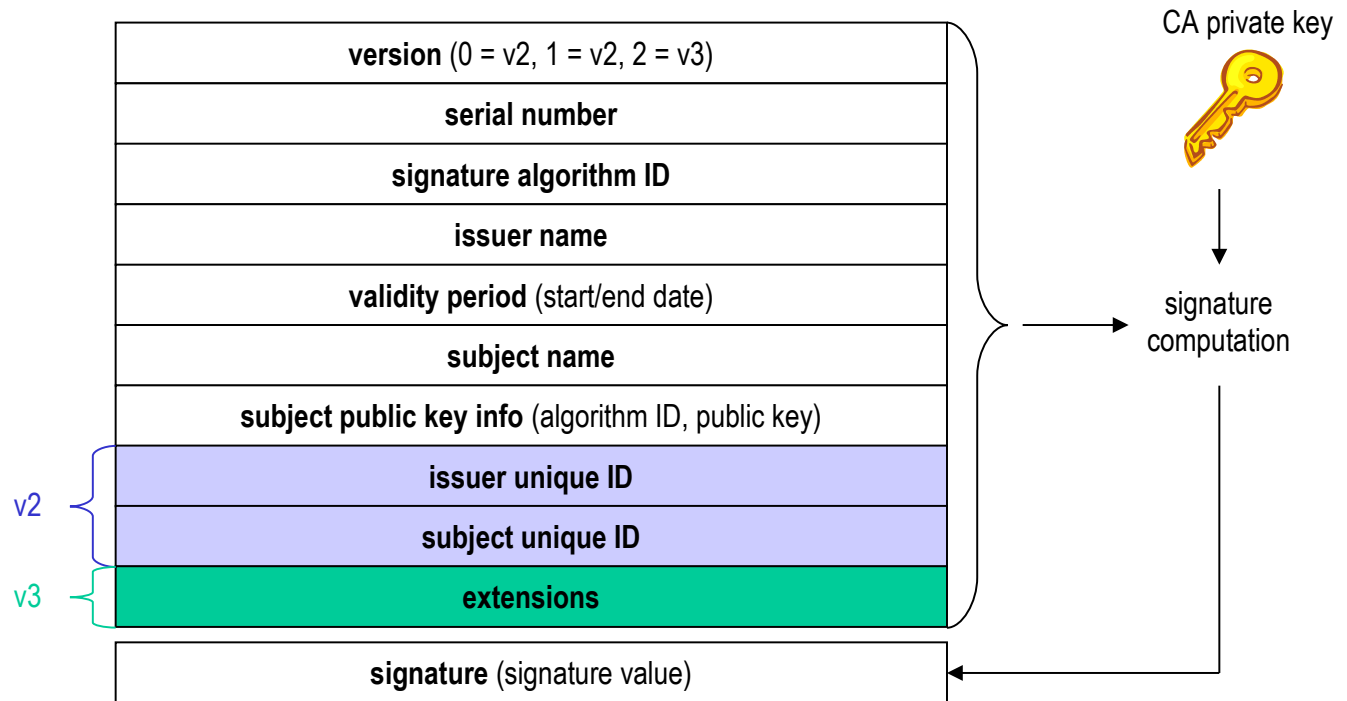 CA private key
version (0 = v2, 1 = v2, 2 = v3)
serial number
signature algorithm ID
issuer name
validity period (start/end date)
signature
computation
subject name
subject public key info (algorithm ID, public key)
issuer unique ID
v2
subject unique ID
v3
extensions
signature (signature value)